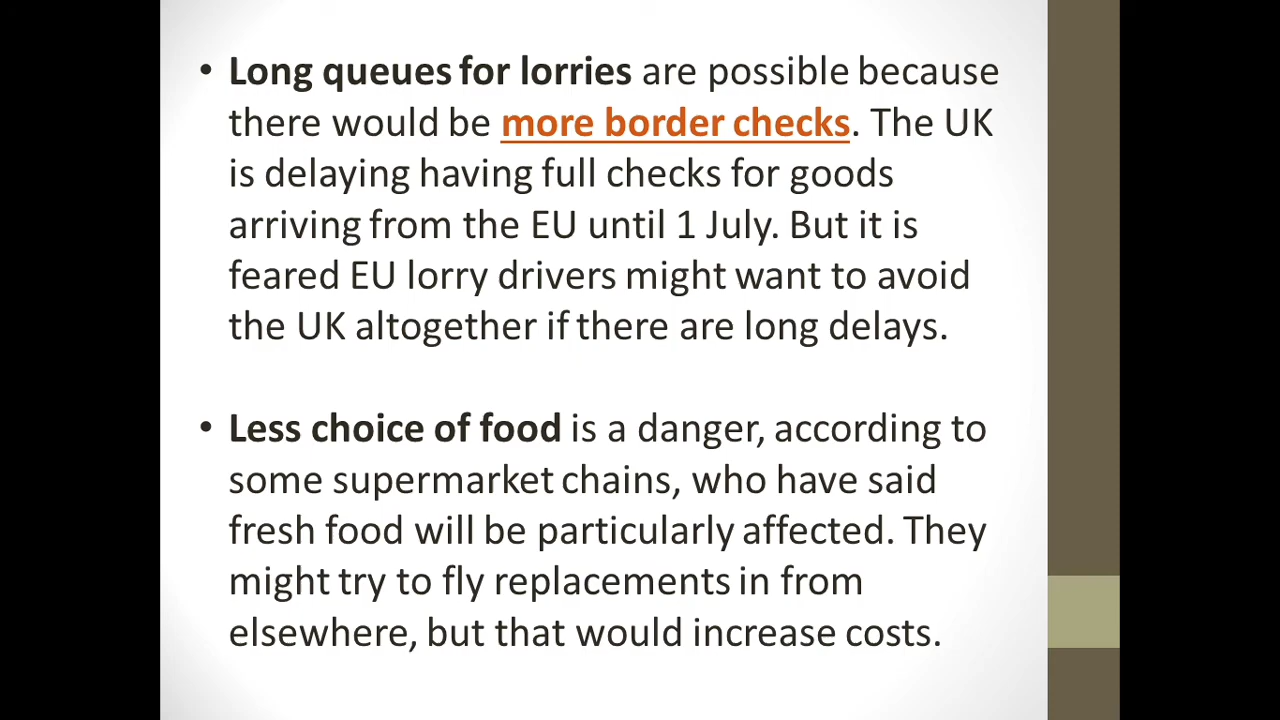 • Long queues for lorries are possible because
there would be more border checks. The UK
is delaying having full checks for goods
arriving from the EU until 1 July. But it is
feared EU lorry drivers might want to avoid
the UK altogether if there are long delays.
• Less choice of food is a danger, according to
some supermarket chains, who have said
fresh food will be particularly affected. They
might try to fly replacements in from
elsewhere, but that would increase costs.